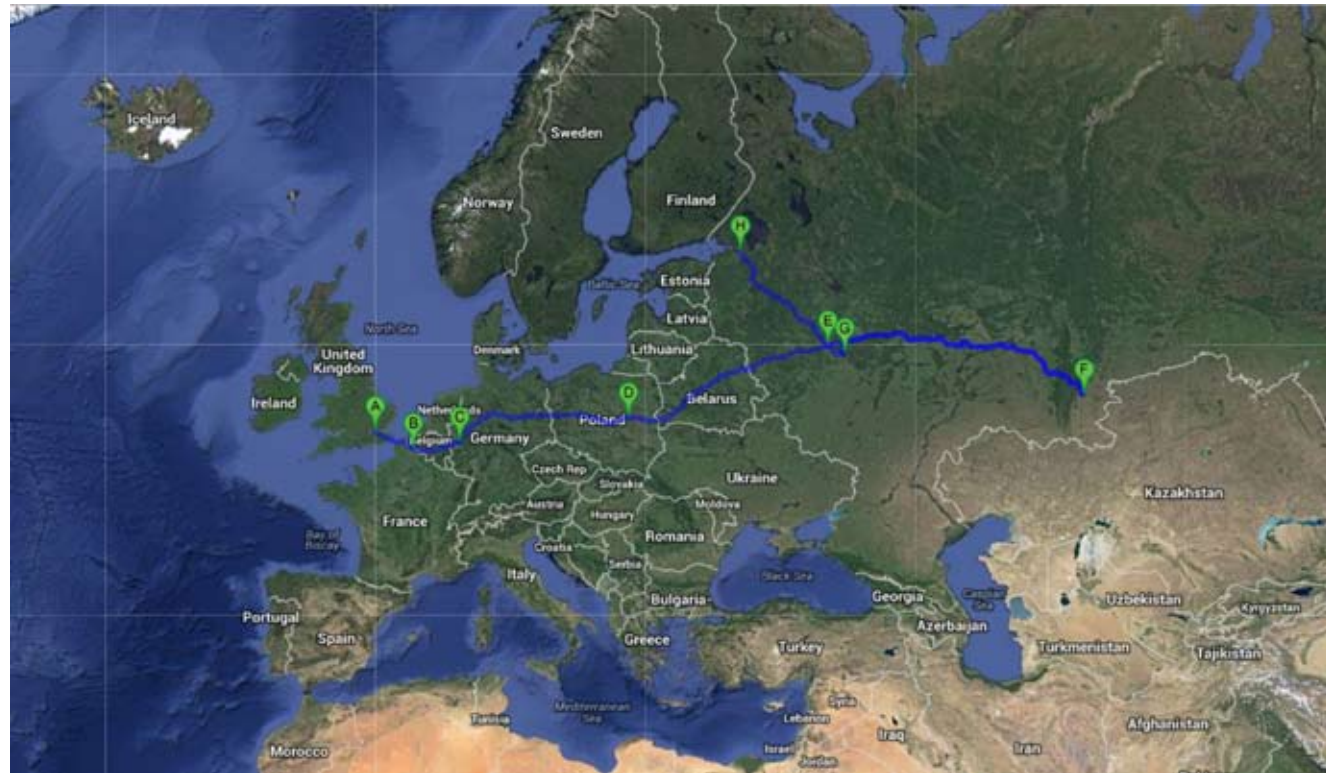 Iceland
Sweden
Norway
Finland
H
Estonia
Baltic Sea
Latvia
North Sea
E
G
Lithuania
Denmark
United
Kingdom
F
D
Belarus
Ireland
A
Netherlands
B
C
Poland
Belgium
Germany
Czech Rep
Ukraine
Slovakia
Kazakhstan
Austria
Moldova
Hungary
France
Bay of
Biscay
Romania
Croatia
Serbia
Italy
Black Sea
Caspian
Sea
Georgia
Bulgaria
Uzbekistan
Kyrgyzstan
Portugal
Azerbaijan
Spain
Greece
Turkey
Turkmenistan
Tajikistan
Syria
Mediterranean
Sea
Tunisia
Lebanon
Afghanistan
Iraq
Iran
Morocco
Israel
Jordan